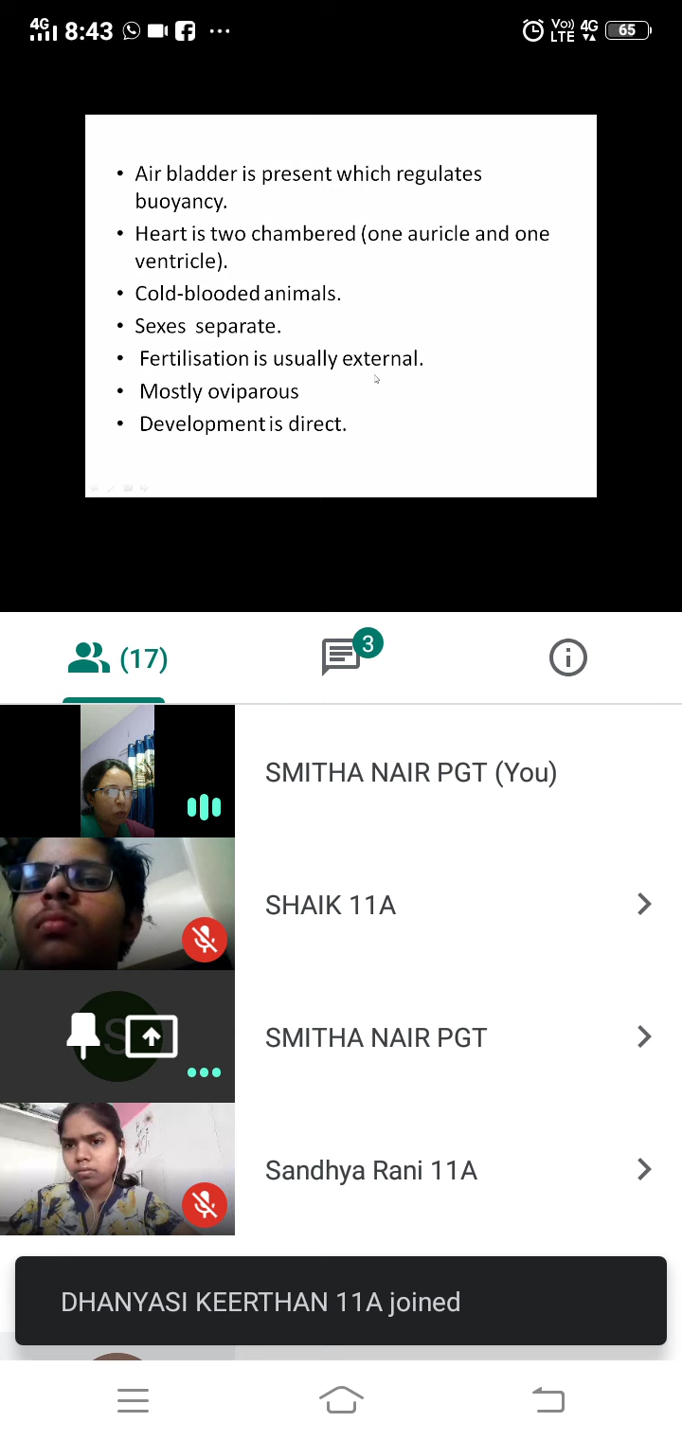 4G 8:43 ... Vo) LTE 4G 65
• Air bladder is present which regulates
buoyancy.
• Heart is two chambered (one auricle and one
ventricle).
• Cold-blooded animals.
• Sexes separate.
• Fertilisation is usually external.
• Mostly oviparous
• Development is direct.
(17) 3
SMITHA NAIR PGT (You)
SHAIK 11A
S
SMITHA NAIR PGT
Sandhya Rani 11A
DHANYASI KEERTHAN 11A joined